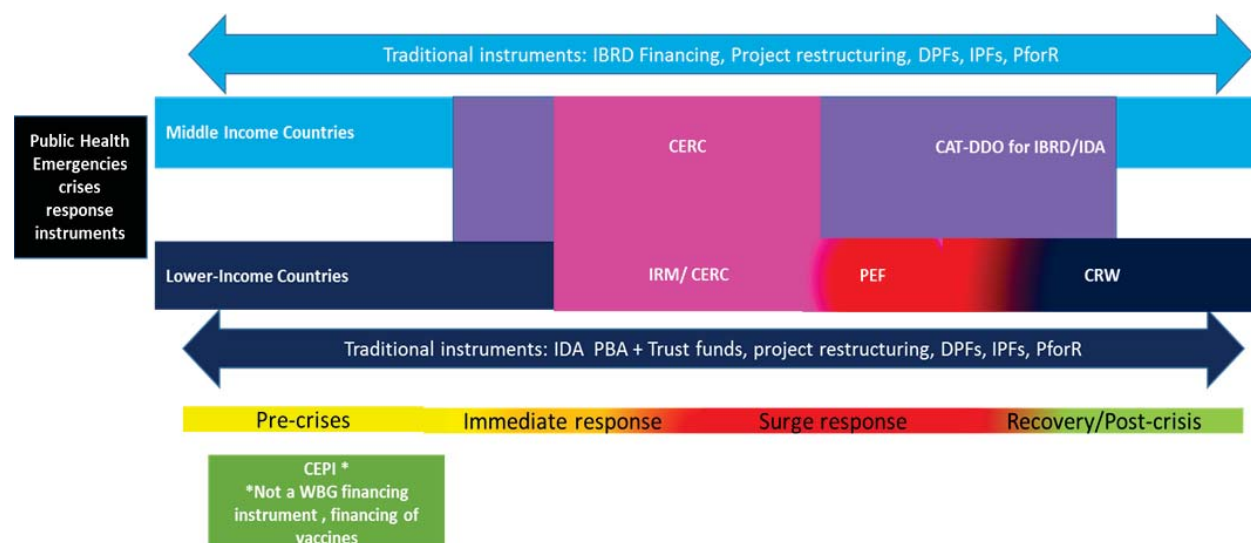 Traditional instruments: IBRD Financing, Project restructuring, DPFs, IPFs, PforR
Public Health
Emergencies
crises
response
instruments
Middle Income Countries
CERC
CAT-DDO for IBRD/IDA
Lower-Income Countries
IRM/ CERC
PEF
CRW
Traditional instruments: IDA PBA + Trust funds, project restructuring, DPFs, IPFs, PforR
Pre-crises
Immediate response
Surge response
Recovery/Post-crisis
CEPI *
*Not a WBG financing
instrument , financing of
vaccines